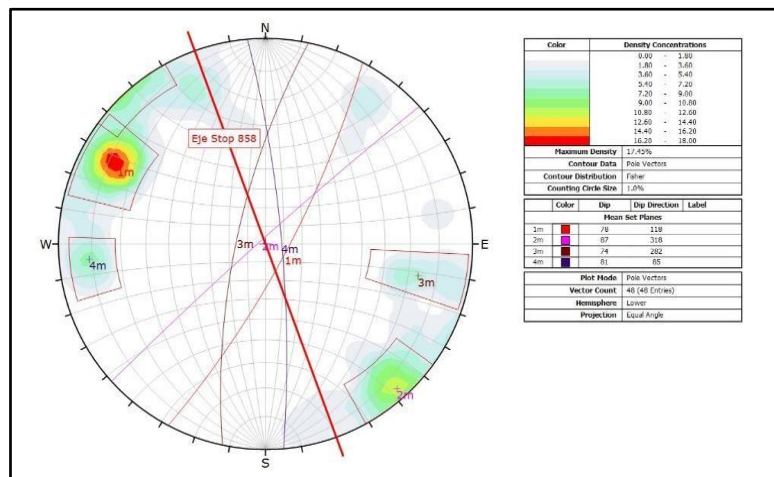 N
Eje Stop 858
1m
W
3m
2m
4m
E
1m
4m
3m
2m
S
Color Density Concentrations
0.00 - 1.80
1.80 - 3.60
3.60 - 5.40
5.40 - 7.20
7.20 - 9.00
9.00 - 10.80
10.80 - 12.60
12.60 - 14.40
14.40 - 16.20
16.20 - 18.00
Maximum Density 17.45%
Contour Data Pole Vectors
Contour Distribution Fisher
Counting Circle Size 1.0%
Color Dip Dip Direction Label
Mean Set Planes
1m 78 118
2m 87 318
3m 74 282
4m 81 85
Plot Mode Pole Vectors
Vector Count 48 (48 Entries)
Hemisphere Lower
Projection Equal Angle